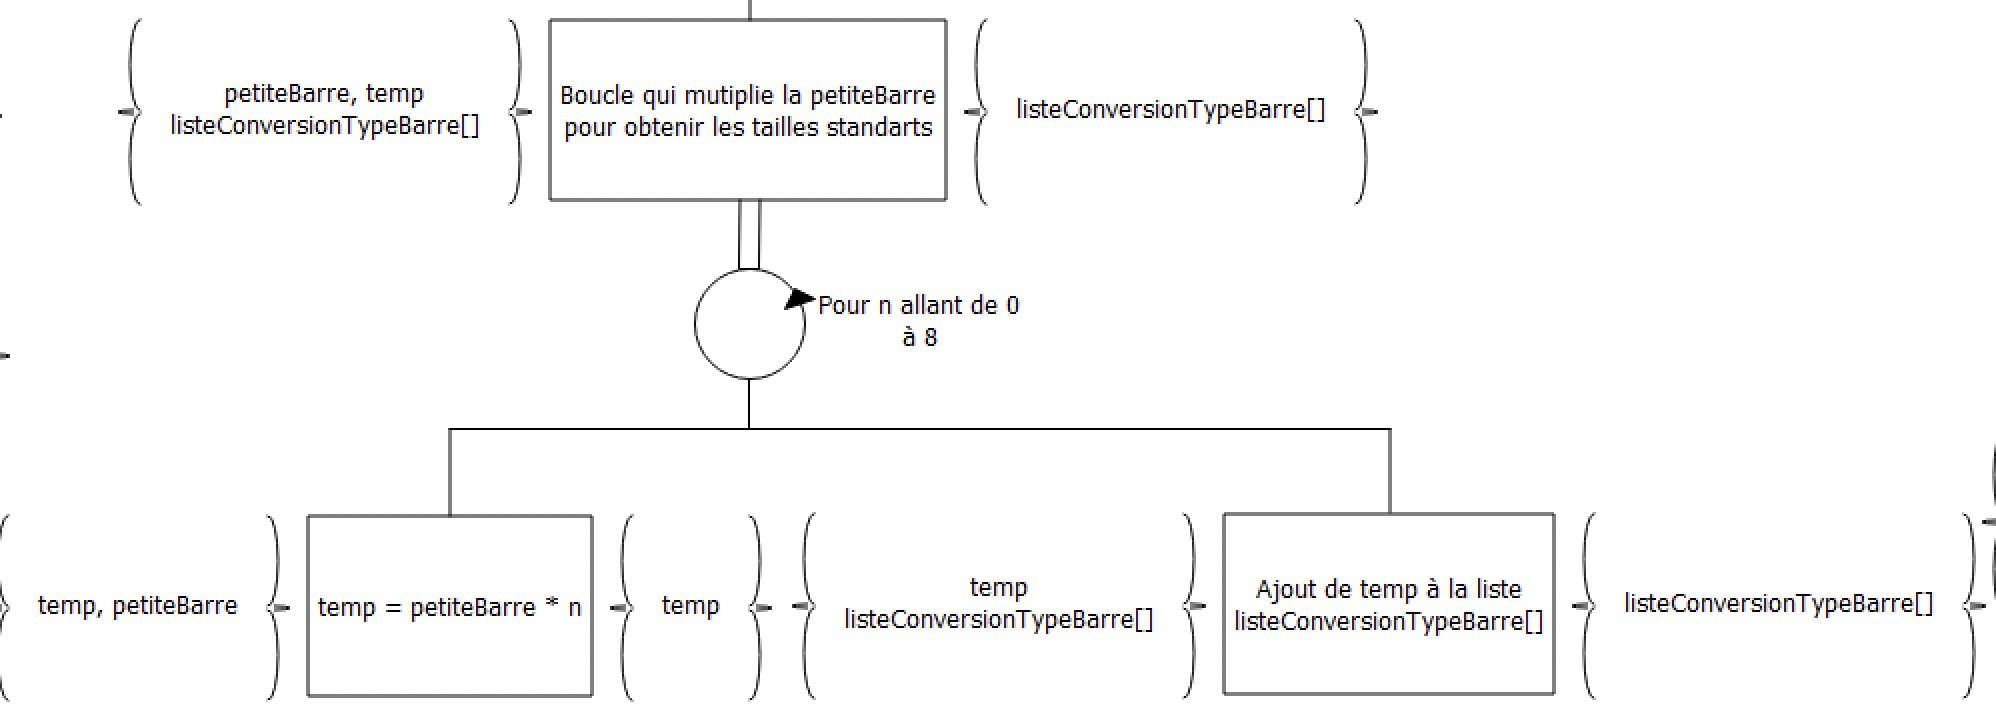 petiteBarre, temp
listeConversionTypeBarre[]
Boucle qui mutiplie la petiteBarre
pour obtenir les tailles standarts
listeConversionTypeBarre[]
Pour n allant de 0
à 8
temp, petiteBarre
temp = petiteBarre * n
temp
temp
listeConversionTypeBarre[]
Ajout de temp à la liste
listeConversionTypeBarre[]
listeConversionTypeBarre[]